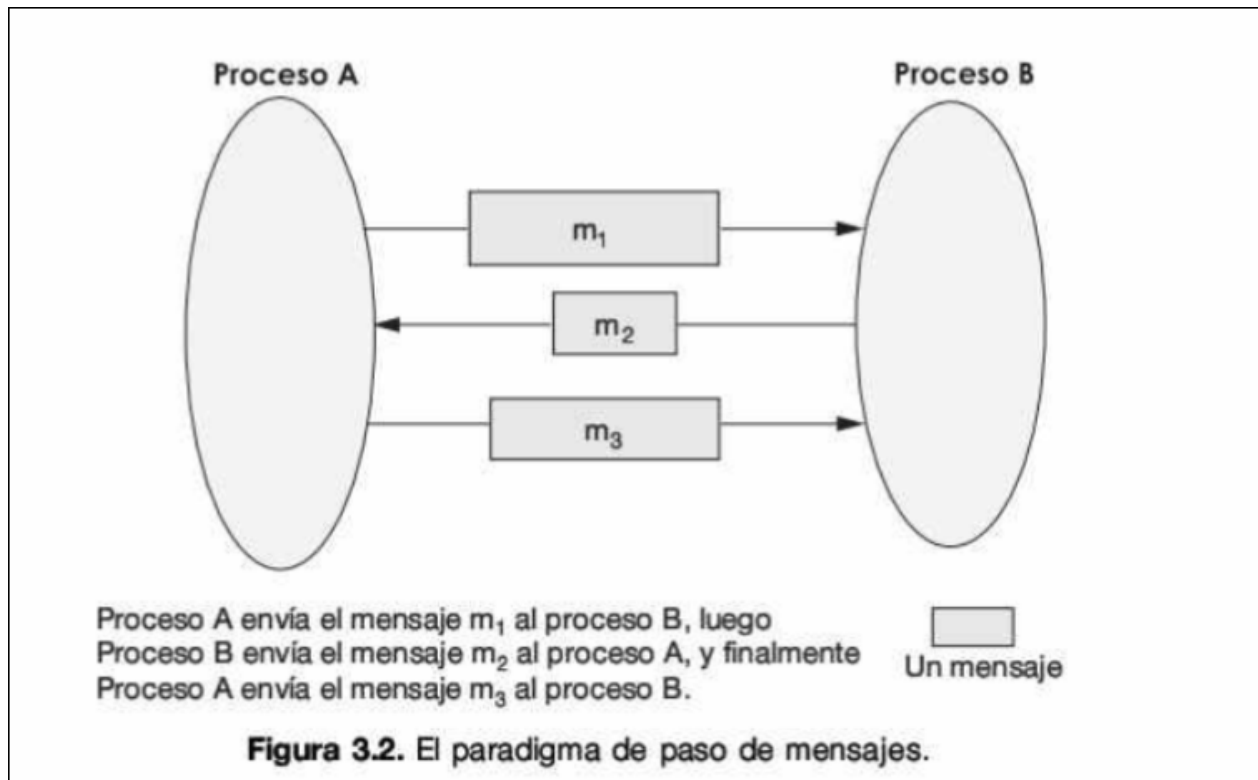 Proceso A
Proceso B
m₁
m₂
m₃
Proceso A envía el mensaje m₁ al proceso B, luego
Proceso B envía el mensaje m₂ al proceso A, y finalmente
Proceso A envía el mensaje m₃ al proceso B.
Un mensaje
Figura 3.2. El paradigma de paso de mensajes.